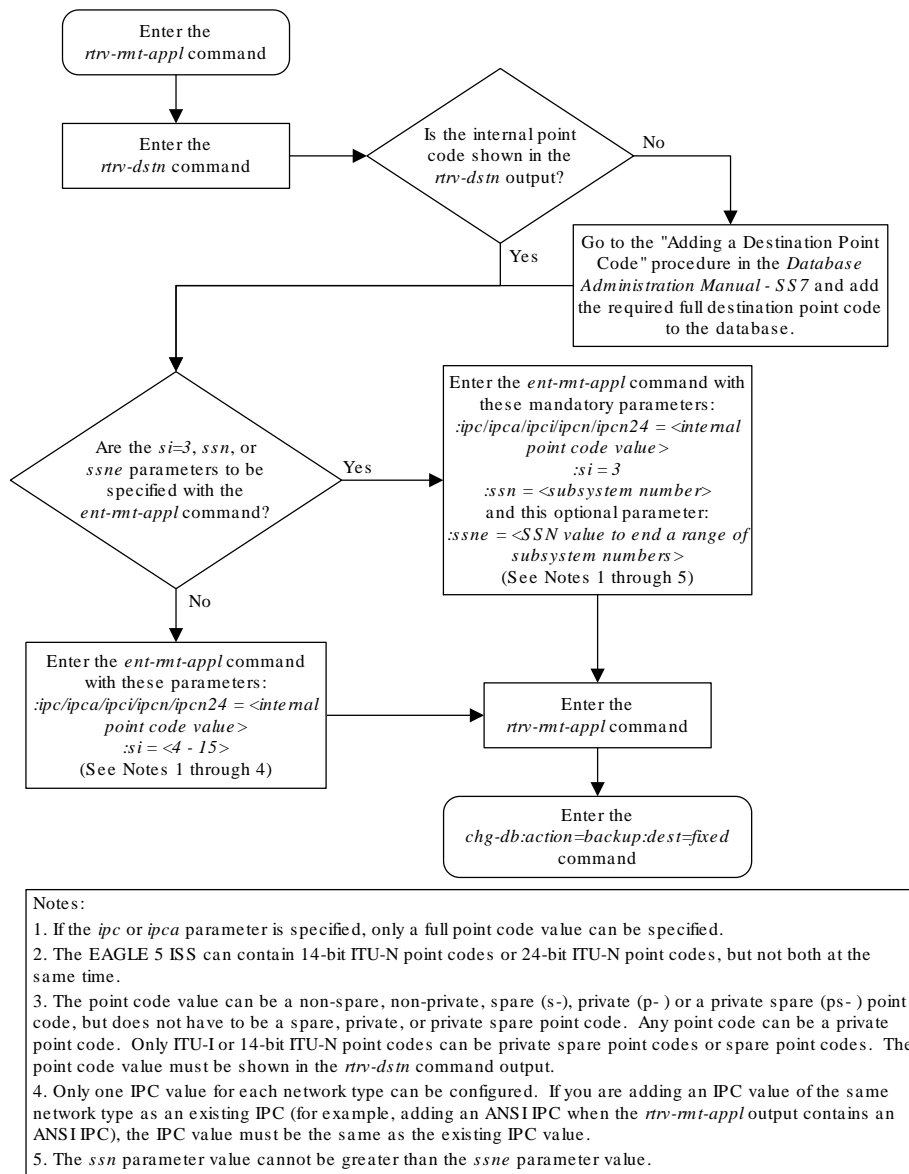 Enter the
rtrv-rmt-appl command
Enter the
rtrv-dstn command
Is the internal point
code shown in the
rtrv-dstn output?
No
Yes
Go to the "Adding a Destination Point
Code" procedure in the Database
Administration Manual - SS7 and add
the required full destination point code
to the database.
Are the si=3, ssn, or
ssne parameters to be
specified with the
ent-rmt-appl command?
Yes
No
Enter the ent-rmt-appl command with
these mandatory parameters:
:ipc/ipca/ipci/ipcn/ipcn24 = <internal
point code value>
:si = 3
:ssn = <subsystem number>
and this optional parameter:
:ssne = <SSN value to end a range of
subsystem numbers>
(See Notes 1 through 5)
Enter the ent-rmt-appl command
with these parameters:
:ipc/ipca/ipci/ipcn/ipcn24 = <internal
point code value>
:si = <4 - 15>
(See Notes 1 through 4)
Enter the
rtrv-rmt-appl command
Enter the
chg-db:action=backup:dest=fixed
command
Notes:
1. If the ipc or ipca parameter is specified, only a full point code value can be specified.
2. The EAGLE 5 ISS can contain 14-bit ITU-N point codes or 24-bit ITU-N point codes, but not both at the
same time.
3. The point code value can be a non-spare, non-private, spare (s-), private (p- ) or a private spare (ps- ) point
code, but does not have to be a spare, private, or private spare point code. Any point code can be a private
point code. Only ITU-I or 14-bit ITU-N point codes can be private spare point codes or spare point codes. The
point code value must be shown in the rtrv-dstn command output.
4. Only one IPC value for each network type can be configured. If you are adding an IPC value of the same
network type as an existing IPC (for example, adding an ANSI IPC when the rtrv-rmt-appl output contains an
ANSI IPC), the IPC value must be the same as the existing IPC value.
5. The ssn parameter value cannot be greater than the ssne parameter value.